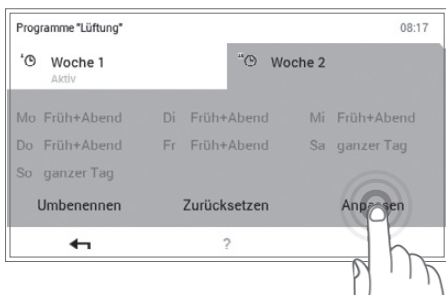 Programme "Lüftung" 08:17
Woche 1 Woche 2
Aktiv
Mo Früh+Abend Di Früh+Abend Mi Früh+Abend
Do Früh+Abend Fr Früh+Abend Sa ganzer Tag
So ganzer Tag
Umbenennen Zurücksetzen Anpassen
?